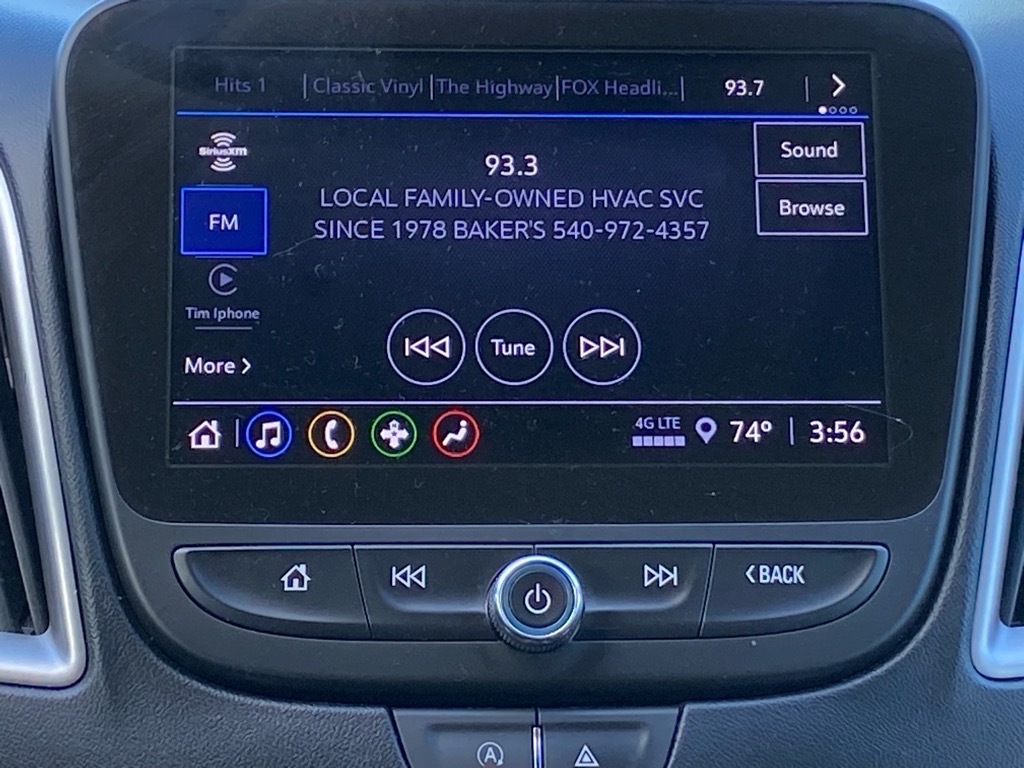 Hits 1 Classic Vinyl The Highway FOX Headli... 93.7
SiriusXM
Sound
93.3
LOCAL FAMILY-OWNED HVAC SVC
FM
Browse
SINCE 1978 BAKER'S 540-972-4357
Tim Iphone
Tune
More
4G LTE
74° 3:56
BACK
A